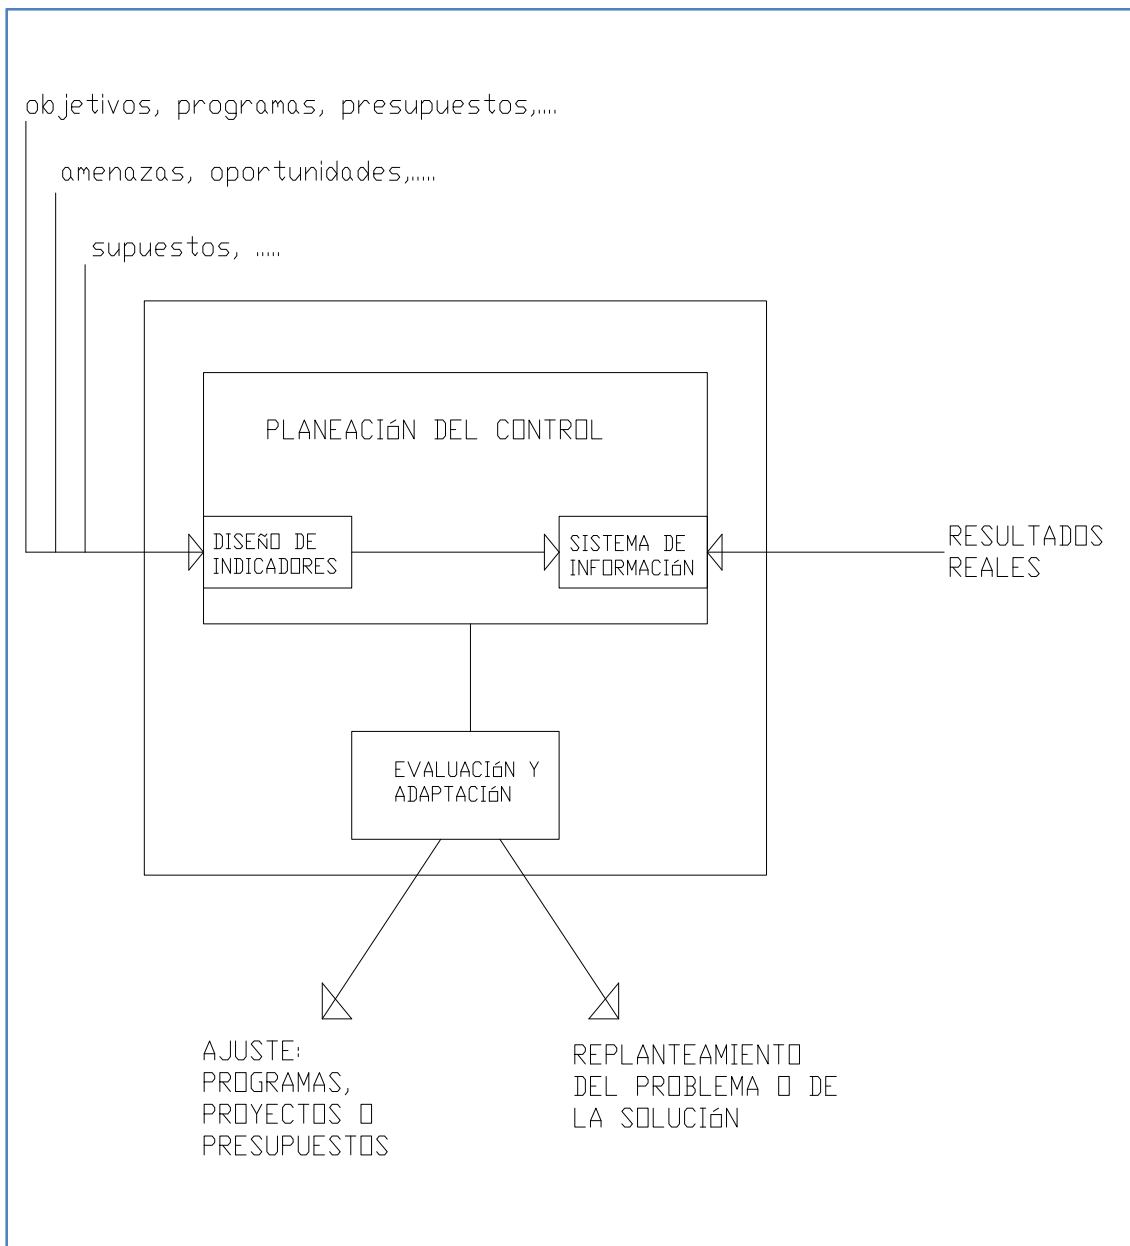 objetivos, programas, presupuestos,....
amenazas, oportunidades,.....
supuestos, .....
PLANEACIóN DEL CONTROL
DISEñO DE
INDICADORES
SISTEMA DE
INFORMACIóN
RESULTADOS
REALES
EVALUACIóN Y
ADAPTACIóN
AJUSTE:
PROGRAMAS,
PROYECTOS O
PRESUPUESTOS
REPLANTEAMIENTO
DEL PROBLEMA O DE
LA SOLUCIóN